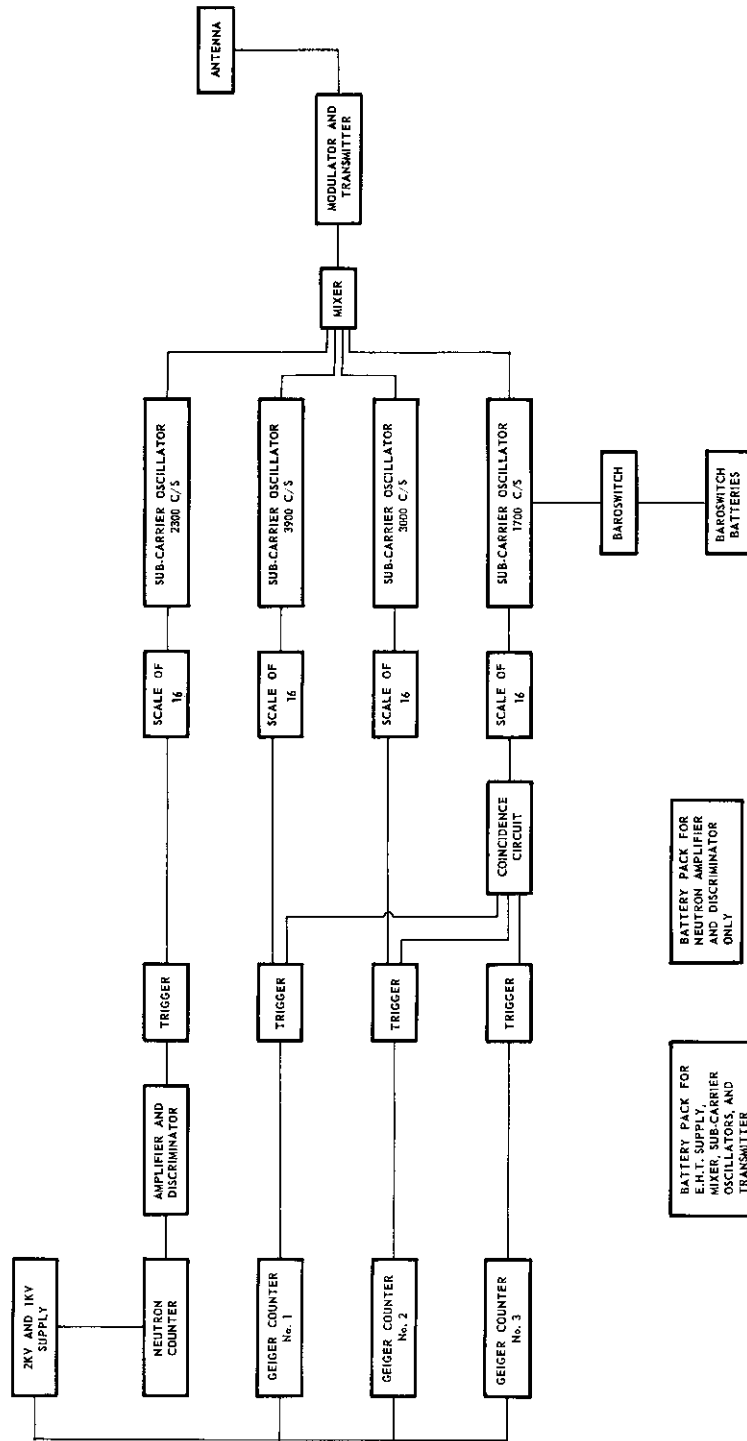 2KV AND 1KV
SUPPLY
NEUTRON
COUNTER
AMPLIFIER AND
DISCRIMINATOR
TRIGGER
SCALE OF
16
SUB-CARRIER OSCILLATOR
2300 C/S
GEIGER COUNTER
No. 1
TRIGGER
SCALE OF
16
SUB-CARRIER OSCILLATOR
3900 C/S
GEIGER COUNTER
No. 2
TRIGGER
SCALE OF
16
SUB-CARRIER OSCILLATOR
3000 C/S
GEIGER COUNTER
No. 3
TRIGGER
COINCIDENCE
CIRCUIT
SCALE OF
16
SUB-CARRIER OSCILLATOR
1700 C/S
MIXER
MODULATOR AND
TRANSMITTER
ANTENNA
BAROSWITCH
BAROSWITCH
BATTERIES
BATTERY PACK FOR
E.H.T. SUPPLY,
MIXER, SUB-CARRIER
OSCILLATORS, AND
TRANSMITTER
BATTERY PACK FOR
NEUTRON AMPLIFIER
AND DISCRIMINATOR
ONLY